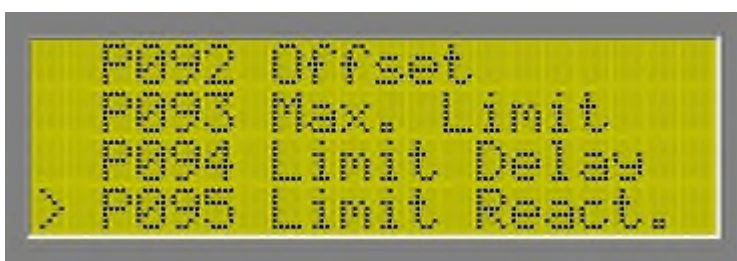 P092 Offset
P093 Max. Limit
P094 Limit Delay
> P095 Limit React.